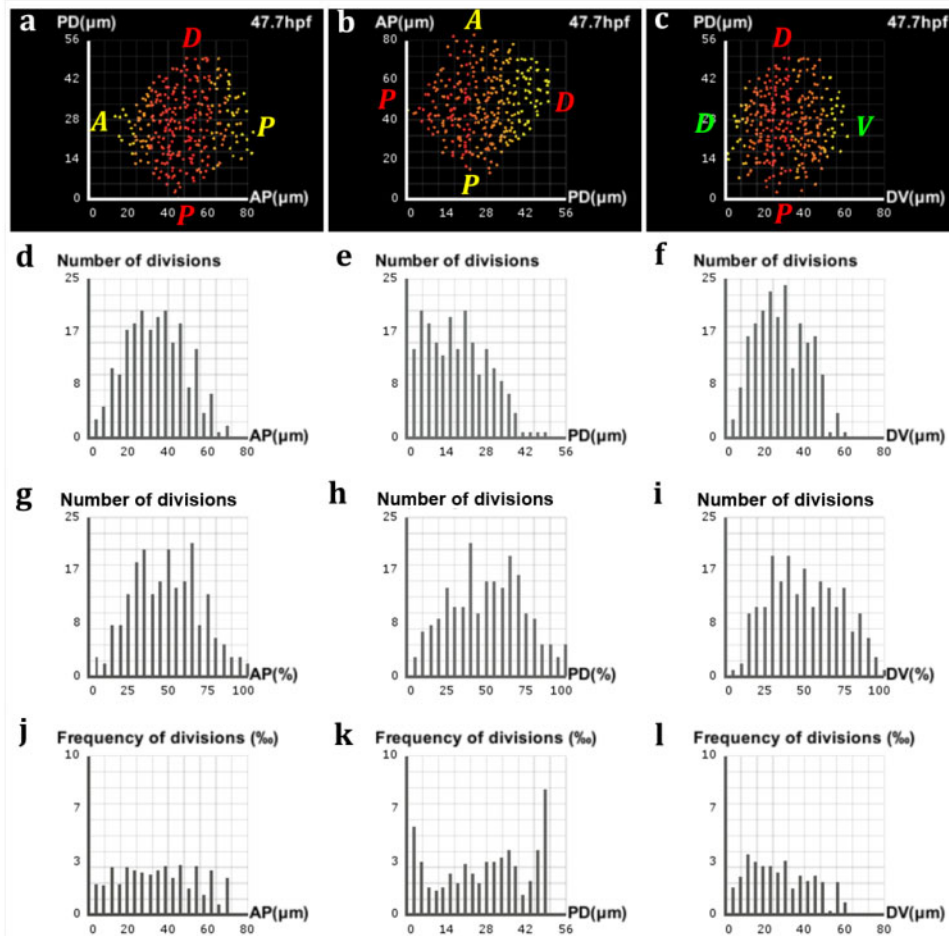 a PD(μm) 47.7hpf b AP(μm) 47.7hpf c PD(μm) 47.7hpf
56 D 80 A 56 D
42 60 42
28 A P 40 P D 28 D V
14 20 14
0 P AP(μm) 0 P PD(μm) 0 P DV(μm)
0 20 40 60 80 0 14 28 42 56 0 20 40 60 80
d Number of divisions e Number of divisions f Number of divisions
25 25 25
17 17 17
8 8 8
0 AP(μm) 0 PD(μm) 0 DV(μm)
0 20 40 60 80 0 14 28 42 56 0 20 40 60 80
g Number of divisions h Number of divisions i Number of divisions
25 25 25
17 17 17
8 8 8
0 AP(%) 0 PD(%) 0 DV(%)
0 25 50 75 100 0 25 50 75 100 0 25 50 75 100
j Frequency of divisions (‰) k Frequency of divisions (‰) l Frequency of divisions (‰)
10 10 10
7 7 7
3 3 3
0 AP(μm) 0 PD(μm) 0 DV(μm)
0 20 40 60 80 0 14 28 42 56 0 20 40 60 80